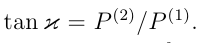 tan ϰ = P⁽²⁾/P⁽¹⁾.